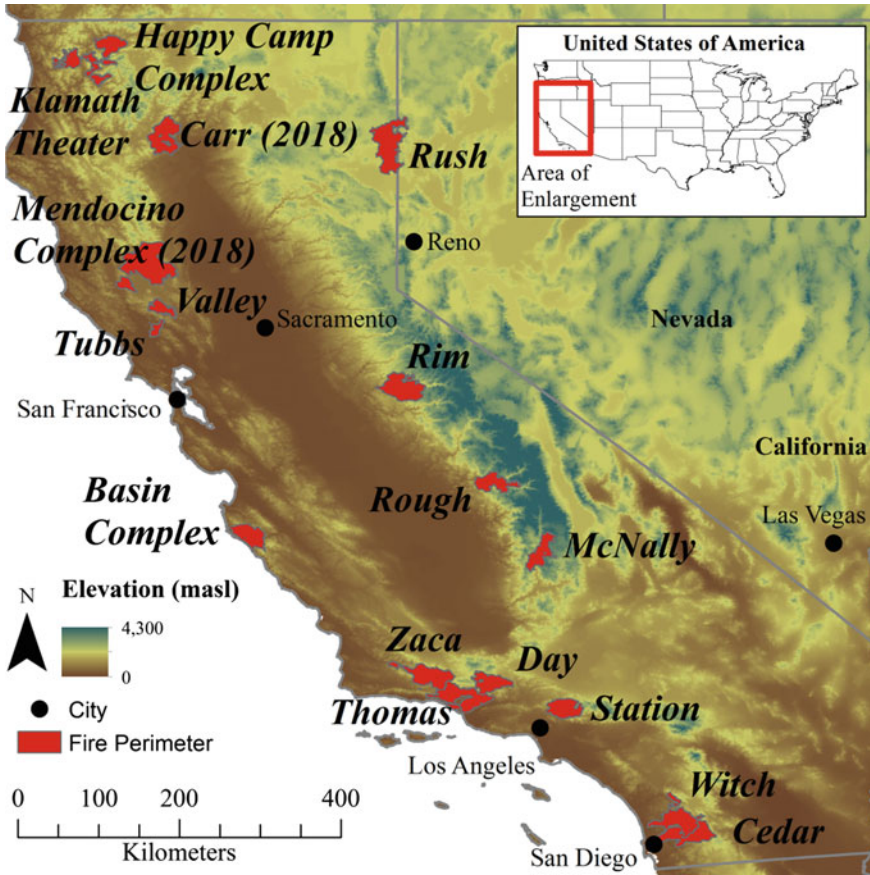 Happy Camp
Complex
Klamath
Theater
Carr (2018)
Rush
United States of America
Area of
Enlargement
Mendocino
Complex (2018)
Reno
Valley
Sacramento
Nevada
Tubbs
Rim
San Francisco
California
Basin
Complex
Rough
Las Vegas
McNally
N
Elevation (masl)
4,300
0
City
Fire Perimeter
Zaca
Day
Thomas
Station
Los Angeles
0 100 200 400
Kilometers
Witch
Cedar
San Diego